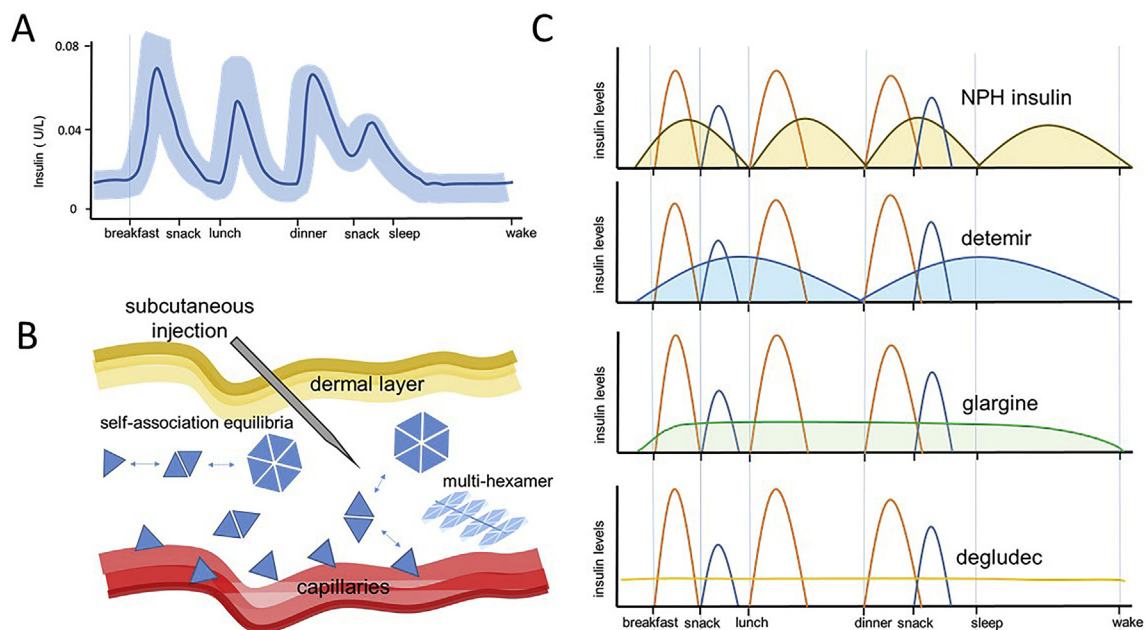 A
0.08
0.04
0
Insulin ( U/L)
breakfast snack lunch dinner snack sleep wake
B
subcutaneous
injection
dermal layer
self-association equilibria
multi-hexamer
capillaries
C
insulin levels
NPH insulin
insulin levels
detemir
insulin levels
glargine
insulin levels
degludec
breakfast snack lunch dinner snack sleep wake